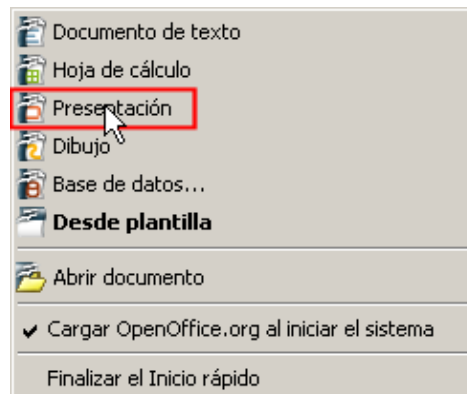 Documento de texto
Hoja de cálculo
Presentación
Dibujo
Base de datos...
Desde plantilla
Abrir documento
Cargar OpenOffice.org al iniciar el sistema
Finalizar el Inicio rápido